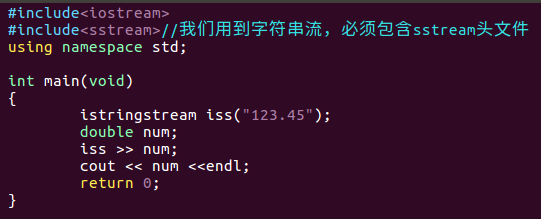 #include<iostream>
#include<sstream>//我们用到字符串流，必须包含sstream头文件
using namespace std;

int main(void)
{
        istringstream iss("123.45");
        double num;
        iss >> num;
        cout << num <<endl;
        return 0;
}